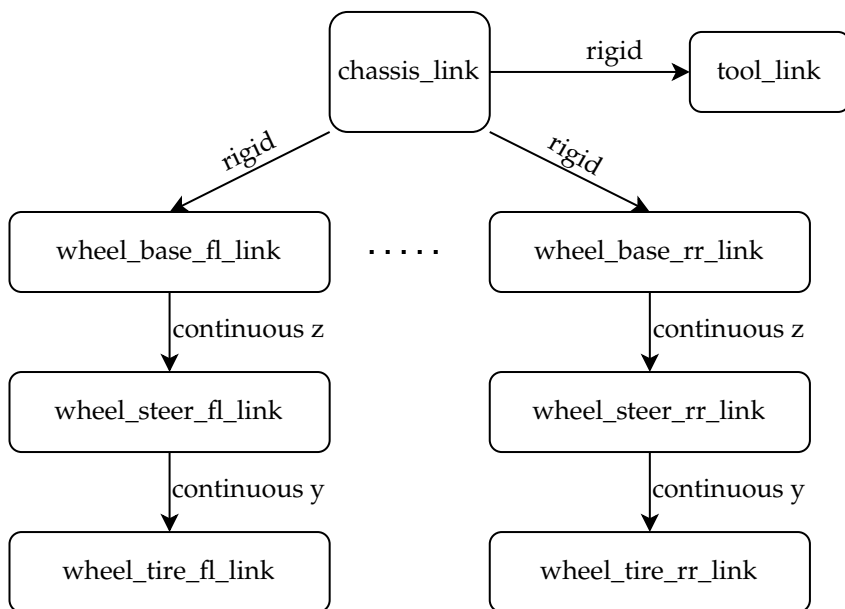 chassis_link
rigid
tool_link
rigid
rigid
wheel_base_fl_link
.....
wheel_base_rr_link
continuous z
continuous z
wheel_steer_fl_link
wheel_steer_rr_link
continuous y
continuous y
wheel_tire_fl_link
wheel_tire_rr_link